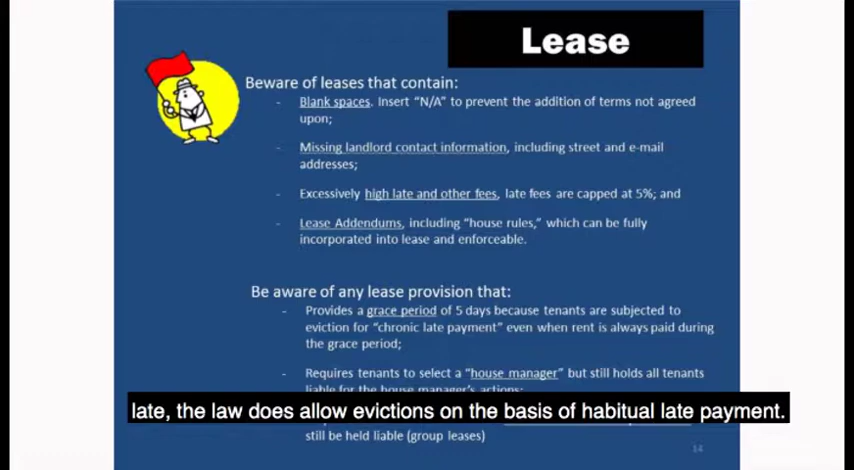 Lease
Beware of leases that contain:
- Blank spaces. Insert "N/A" to prevent the addition of terms not agreed
upon;
- Missing landlord contact information, including street and e-mail
addresses;
- Excessively high late and other fees, late fees are capped at 5%; and
- Lease Addendums, including "house rules," which can be fully
incorporated into lease and enforceable.
Be aware of any lease provision that:
- Provides a grace period of 5 days because tenants are subjected to
eviction for "chronic late payment" even when rent is always paid during
the grace period;
- Requires tenants to select a "house manager" but still holds all tenants
liable for the house manager's actions;
late, the law does allow evictions on the basis of habitual late payment.
still be held liable (group leases)
14